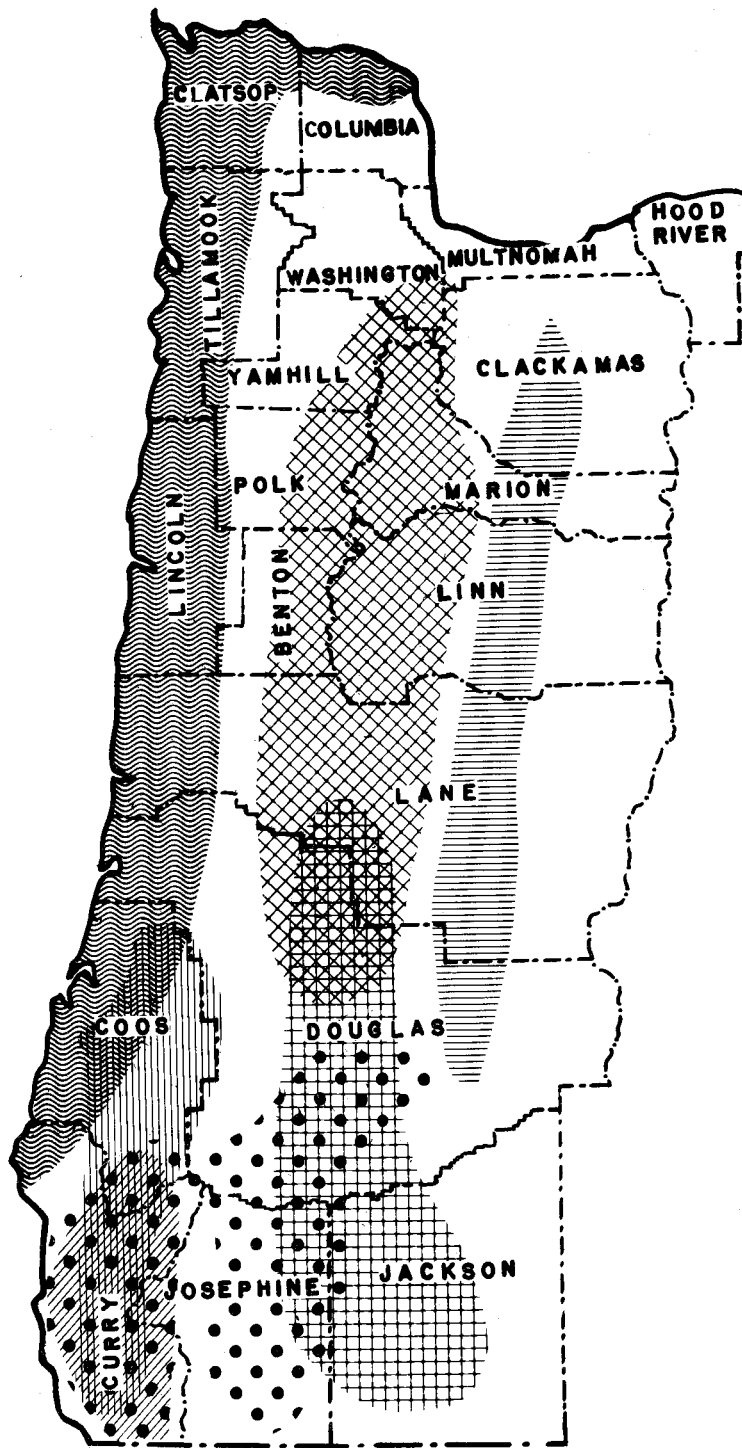 CLATSOP
COLUMBIA
TILLAMOOK
HOOD
RIVER
MULTNOMAH
WASHINGTON
YAMHILL
CLACKAMAS
POLK
MARION
LINCOLN
BENTON
LINN
LANE
COOS
DOUGLAS
JOSEPHINE
JACKSON
CURRY